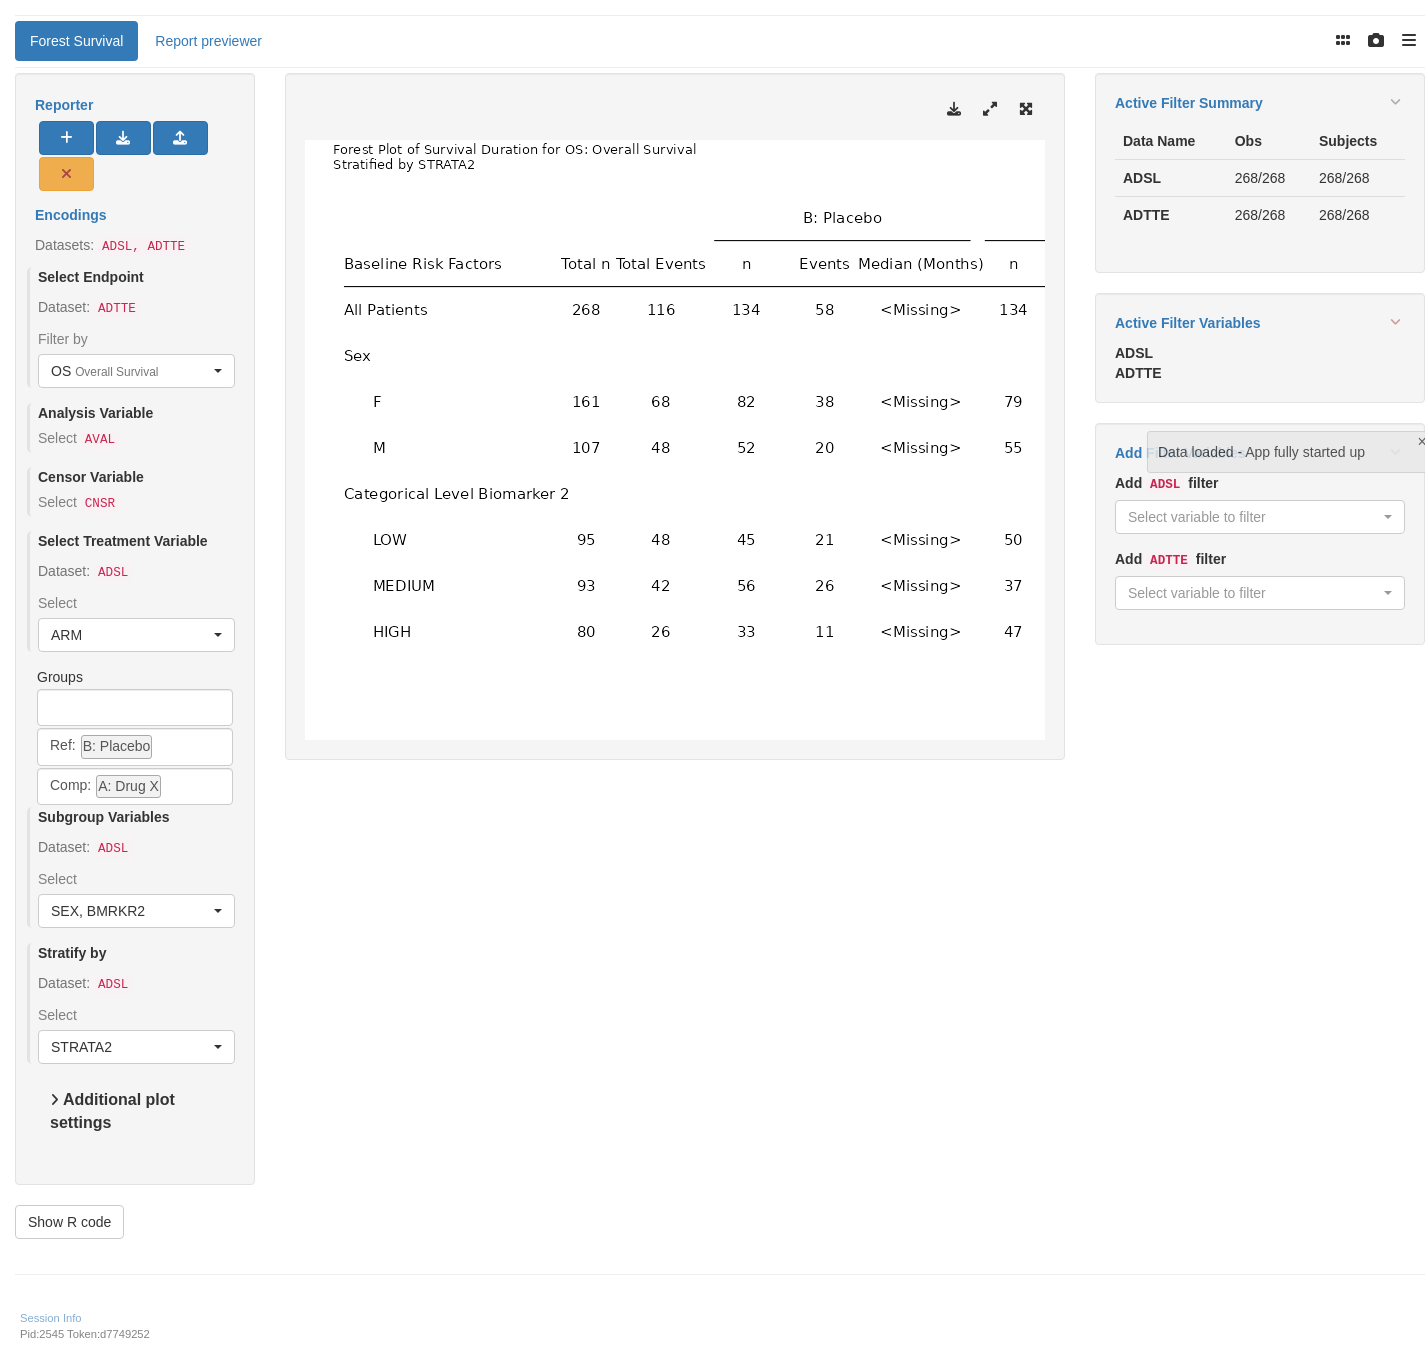 Forest Survival
Report previewer
Reporter
Encodings
Datasets: ADSL, ADTTE
Select Endpoint
Dataset: ADTTE
Filter by
OS Overall Survival
Analysis Variable
Select AVAL
Censor Variable
Select CNSR
Select Treatment Variable
Dataset: ADSL
Select
ARM
Groups
Ref: B: Placebo
Comp: A: Drug X
Subgroup Variables
Dataset: ADSL
Select
SEX, BMRKR2
Stratify by
Dataset: ADSL
Select
STRATA2
Additional plot
settings
Show R code
Forest Plot of Survival Duration for OS: Overall Survival
Stratified by STRATA2
B: Placebo
Baseline Risk Factors Total n Total Events n Events Median (Months) n
All Patients 268 116 134 58 <Missing> 134
Sex
F 161 68 82 38 <Missing> 79
M 107 48 52 20 <Missing> 55
Categorical Level Biomarker 2
LOW 95 48 45 21 <Missing> 50
MEDIUM 93 42 56 26 <Missing> 37
HIGH 80 26 33 11 <Missing> 47
Active Filter Summary
Data Name Obs Subjects
ADSL 268/268 268/268
ADTTE 268/268 268/268
Active Filter Variables
ADSL
ADTTE
Add
Data loaded - App fully started up
×
Add ADSL filter
Select variable to filter
Add ADTTE filter
Select variable to filter
Session Info
Pid:2545 Token:d7749252